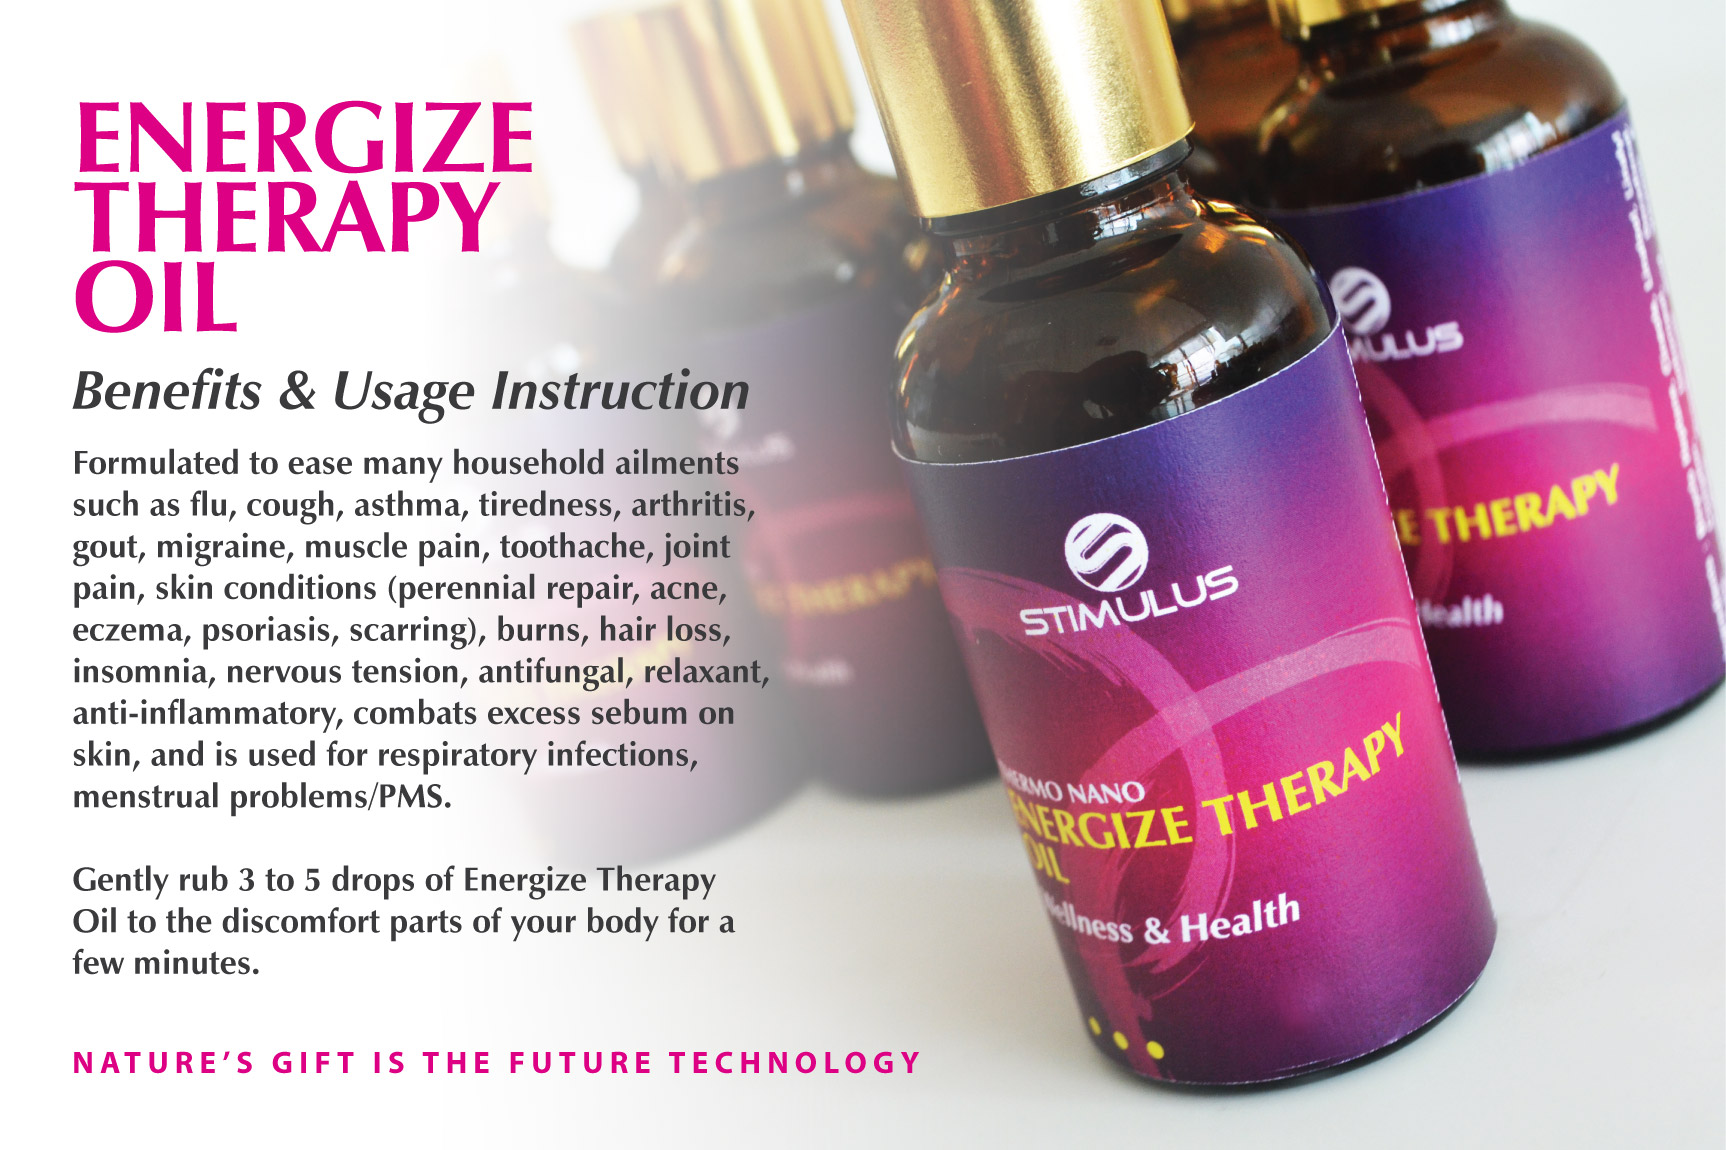 ENERGIZE
THERAPY
OIL
Benefits & Usage Instruction
Formulated to ease many household ailments
such as flu, cough, asthma, tiredness, arthritis,
gout, migraine, muscle pain, toothache, joint
pain, skin conditions (perennial repair, acne,
eczema, psoriasis, scarring), burns, hair loss,
insomnia, nervous tension, antifungal, relaxant,
anti-inflammatory, combats excess sebum on
skin, and is used for respiratory infections,
menstrual problems/PMS.
Gently rub 3 to 5 drops of Energize Therapy
Oil to the discomfort parts of your body for a
few minutes.
NATURE'S GIFT IS THE FUTURE TECHNOLOGY
STIMULUS
THERMO NANO
ENERGIZE THERAPY
OIL
Wellness & Health
MULUS
E THERAPY
Health
THERAPY
Health